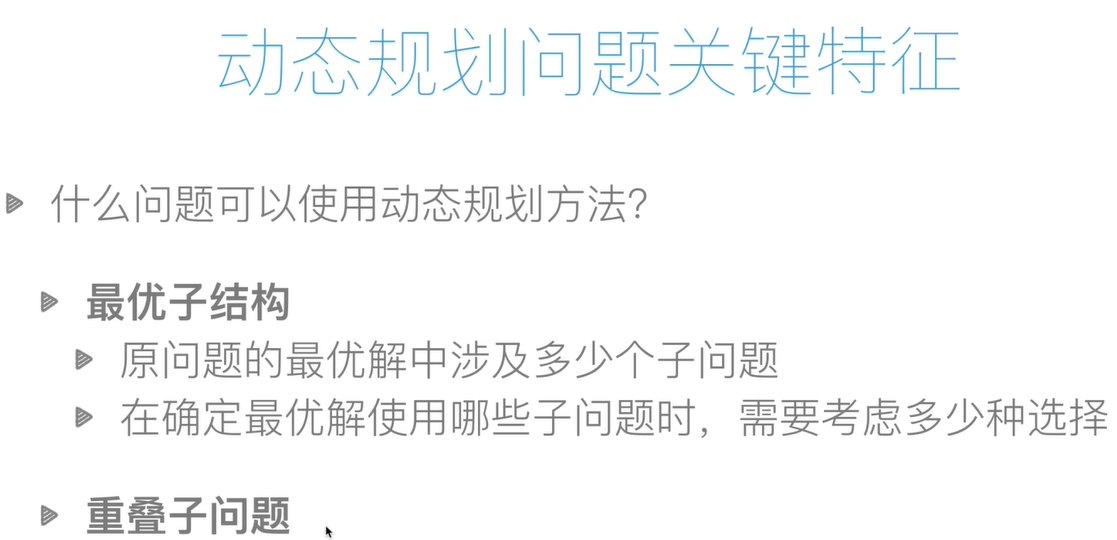 动态规划问题关键特征
什么问题可以使用动态规划方法？
最优子结构
原问题的最优解中涉及多少个子问题
在确定最优解使用哪些子问题时，需要考虑多少种选择
重叠子问题